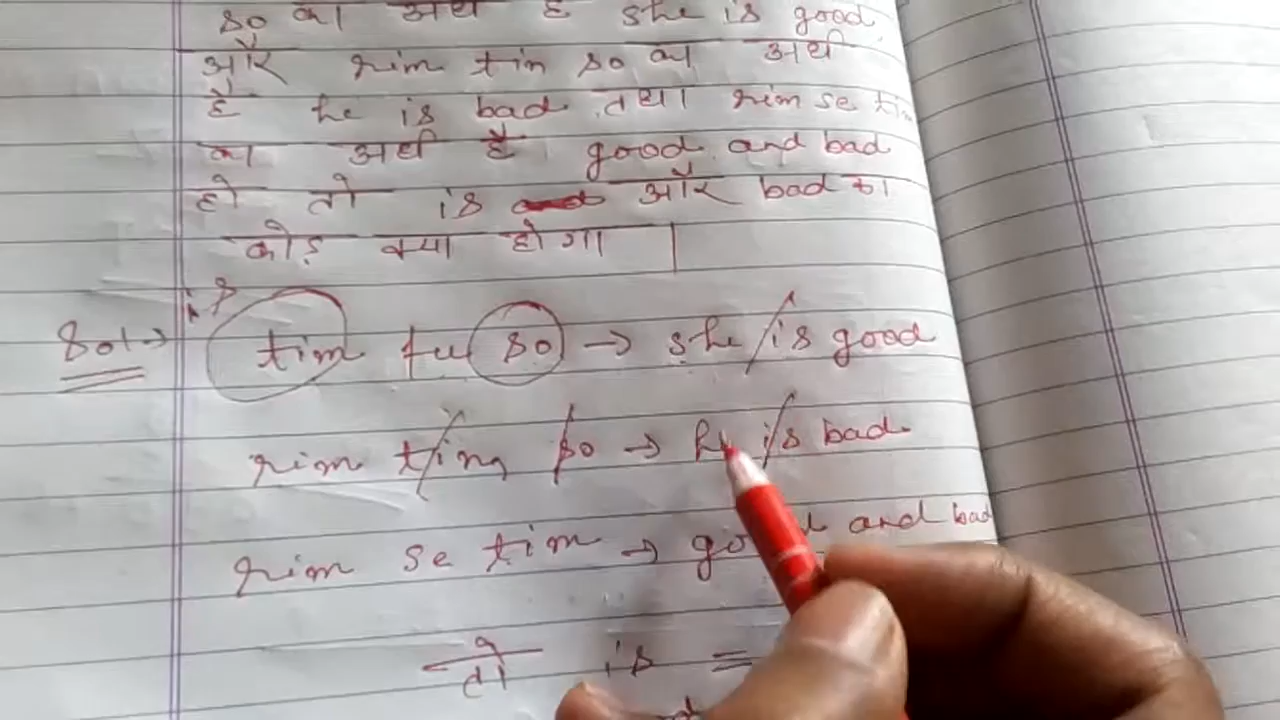 so का अर्थ है she is good
और rim tin so का अर्थ
है he is bad तथा rim se tim
का अर्थ है good and bad
हो तो is और bad का
कोड क्या होगा
is
Sol → tim fu so → she is good
rim tin so → he is bad
rim se tim → good and bad
तो is =